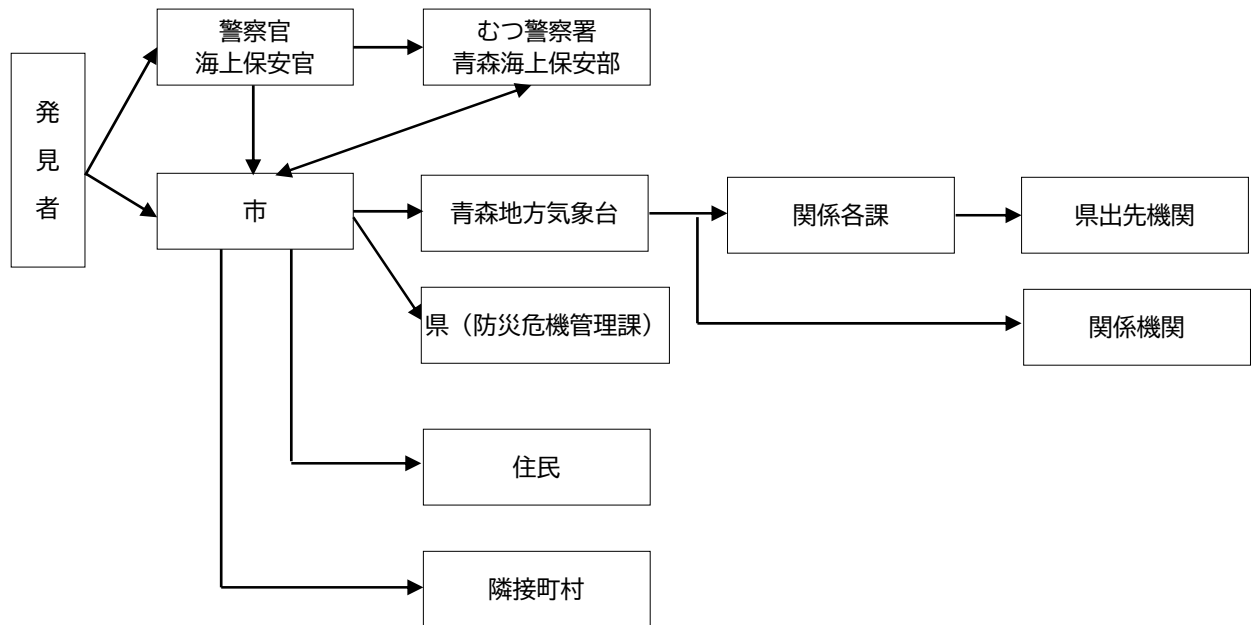 発見者
警察官
海上保安官
むつ警察署
青森海上保安部
市
青森地方気象台
関係各課
県出先機関
県（防災危機管理課）
関係機関
住民
隣接町村